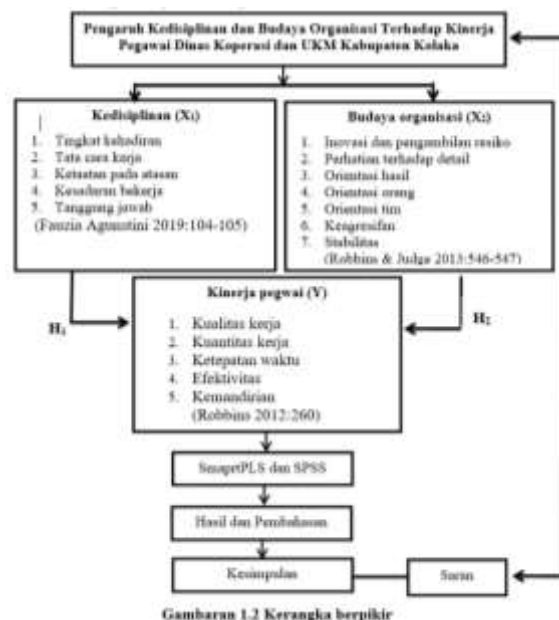 Pengaruh Kedisiplinan dan Budaya Organisasi Terhadap Kinerja
Pegawai Dinas Koperasi dan UKM Kabupaten Kolaka
Kedisiplinan (X₁)
1. Tingkat kahadiran
2. Tata cara kerja
3. Ketaatan pada atasan
4. Kesadaran bekerja
5. Tanggung jawab
(Fauzia Agustini 2019:104-105)
Budaya organisasi (X₂)
1. Inovasi dan pengambilan resiko
2. Perhatian terhadap detail
3. Orientasi hasil
4. Orientasi orang
5. Orientasi tim
6. Keagresifan
7. Stabilitas
(Robbins & Judga 2013:546-547)
Kinerja pegwai (Y)
1. Kualitas kerja
2. Kuantitas kerja
3. Ketepatan waktu
4. Efektivitas
5. Kemandirian
(Robbins 2012:260)
H₁
H₂
SmaprtPLS dan SPSS
Hasil dan Pembahasan
Kesimpulan
Saran
Gambaran 1.2 Kerangka berpikir